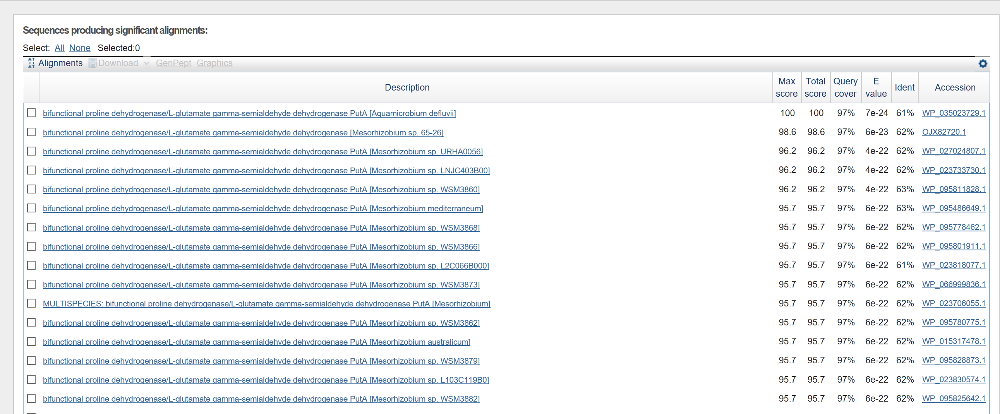 Sequences producing significant alignments:
Select: All None Selected:0
Alignments Download GenPept Graphics
Description Max score Total score Query cover E value Ident Accession
bifunctional proline dehydrogenase/L-glutamate gamma-semialdehyde dehydrogenase PutA [Aquamicrobium defluvii] 100 100 97% 7e-24 61% WP_035023729.1
bifunctional proline dehydrogenase/L-glutamate gamma-semialdehyde dehydrogenase [Mesorhizobium sp. 65-26] 98.6 98.6 97% 6e-23 62% OJX82720.1
bifunctional proline dehydrogenase/L-glutamate gamma-semialdehyde dehydrogenase PutA [Mesorhizobium sp. URHA0056] 96.2 96.2 97% 4e-22 62% WP_027024807.1
bifunctional proline dehydrogenase/L-glutamate gamma-semialdehyde dehydrogenase PutA [Mesorhizobium sp. LNJC403B00] 96.2 96.2 97% 4e-22 62% WP_023733730.1
bifunctional proline dehydrogenase/L-glutamate gamma-semialdehyde dehydrogenase PutA [Mesorhizobium sp. WSM3860] 96.2 96.2 97% 4e-22 63% WP_095811828.1
bifunctional proline dehydrogenase/L-glutamate gamma-semialdehyde dehydrogenase PutA [Mesorhizobium mediterraneum] 95.7 95.7 97% 6e-22 63% WP_095486649.1
bifunctional proline dehydrogenase/L-glutamate gamma-semialdehyde dehydrogenase PutA [Mesorhizobium sp. WSM3868] 95.7 95.7 97% 6e-22 62% WP_095778462.1
bifunctional proline dehydrogenase/L-glutamate gamma-semialdehyde dehydrogenase PutA [Mesorhizobium sp. WSM3866] 95.7 95.7 97% 6e-22 62% WP_095801911.1
bifunctional proline dehydrogenase/L-glutamate gamma-semialdehyde dehydrogenase PutA [Mesorhizobium sp. L2C066B000] 95.7 95.7 97% 6e-22 61% WP_023818077.1
bifunctional proline dehydrogenase/L-glutamate gamma-semialdehyde dehydrogenase PutA [Mesorhizobium sp. WSM3873] 95.7 95.7 97% 6e-22 62% WP_066999836.1
MULTISPECIES: bifunctional proline dehydrogenase/L-glutamate gamma-semialdehyde dehydrogenase PutA [Mesorhizobium] 95.7 95.7 97% 6e-22 62% WP_023706055.1
bifunctional proline dehydrogenase/L-glutamate gamma-semialdehyde dehydrogenase PutA [Mesorhizobium sp. WSM3862] 95.7 95.7 97% 6e-22 62% WP_095780775.1
bifunctional proline dehydrogenase/L-glutamate gamma-semialdehyde dehydrogenase PutA [Mesorhizobium australicum] 95.7 95.7 97% 6e-22 62% WP_015317478.1
bifunctional proline dehydrogenase/L-glutamate gamma-semialdehyde dehydrogenase PutA [Mesorhizobium sp. WSM3879] 95.7 95.7 97% 6e-22 62% WP_095828873.1
bifunctional proline dehydrogenase/L-glutamate gamma-semialdehyde dehydrogenase PutA [Mesorhizobium sp. L103C119B0] 95.7 95.7 97% 6e-22 62% WP_023830574.1
bifunctional proline dehydrogenase/L-glutamate gamma-semialdehyde dehydrogenase PutA [Mesorhizobium sp. WSM3882] 95.7 95.7 97% 6e-22 62% WP_095825642.1